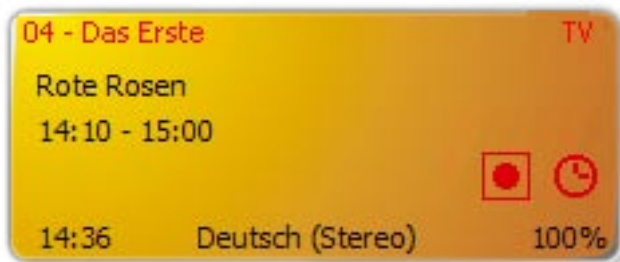 04 - Das Erste TV
Rote Rosen
14:10 - 15:00
14:36 Deutsch (Stereo) 100%